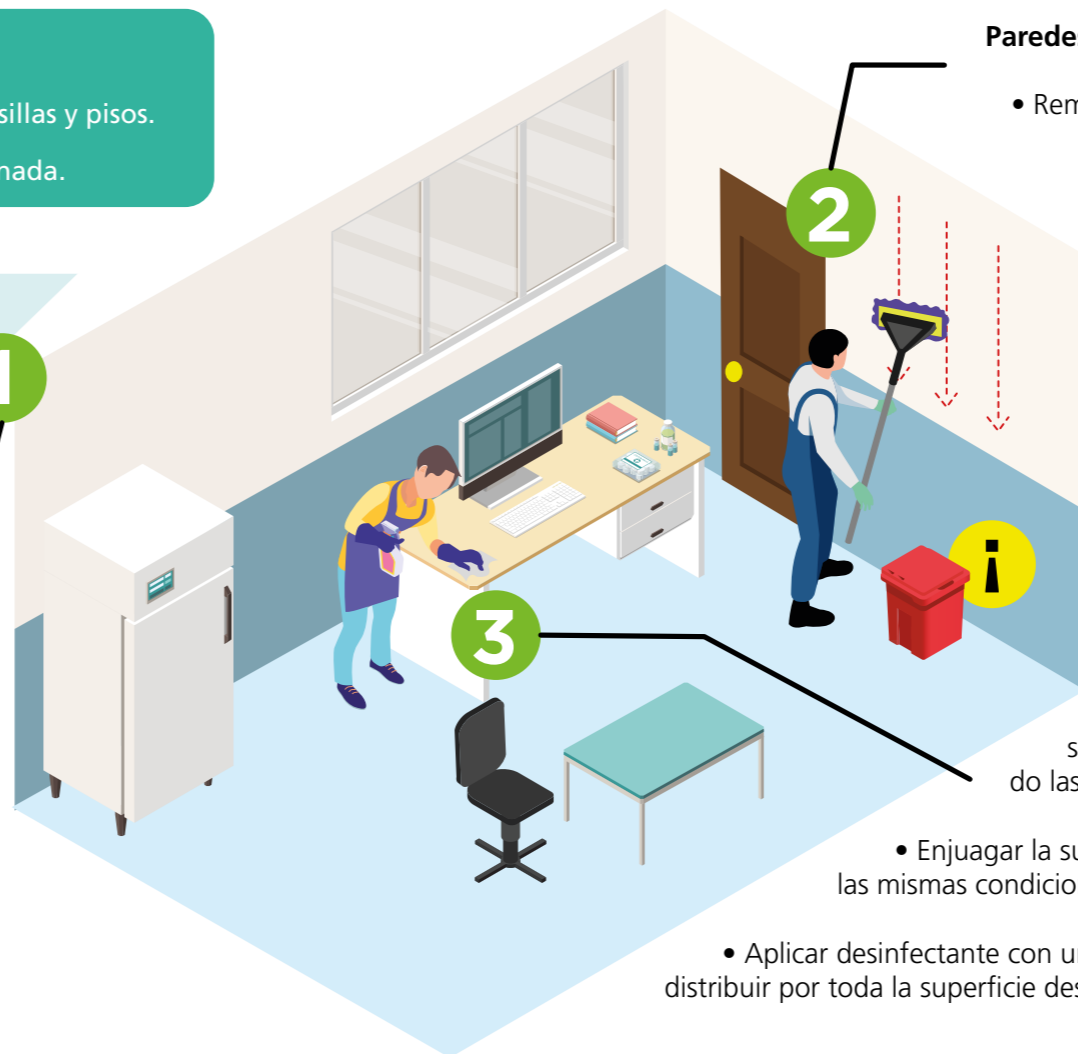 sillas y pisos.
nada.
Parede
• Rem
1
2
¡
3
s
do las
• Enjuagar la su
las mismas condicio
• Aplicar desinfectante con u
distribuir por toda la superficie des